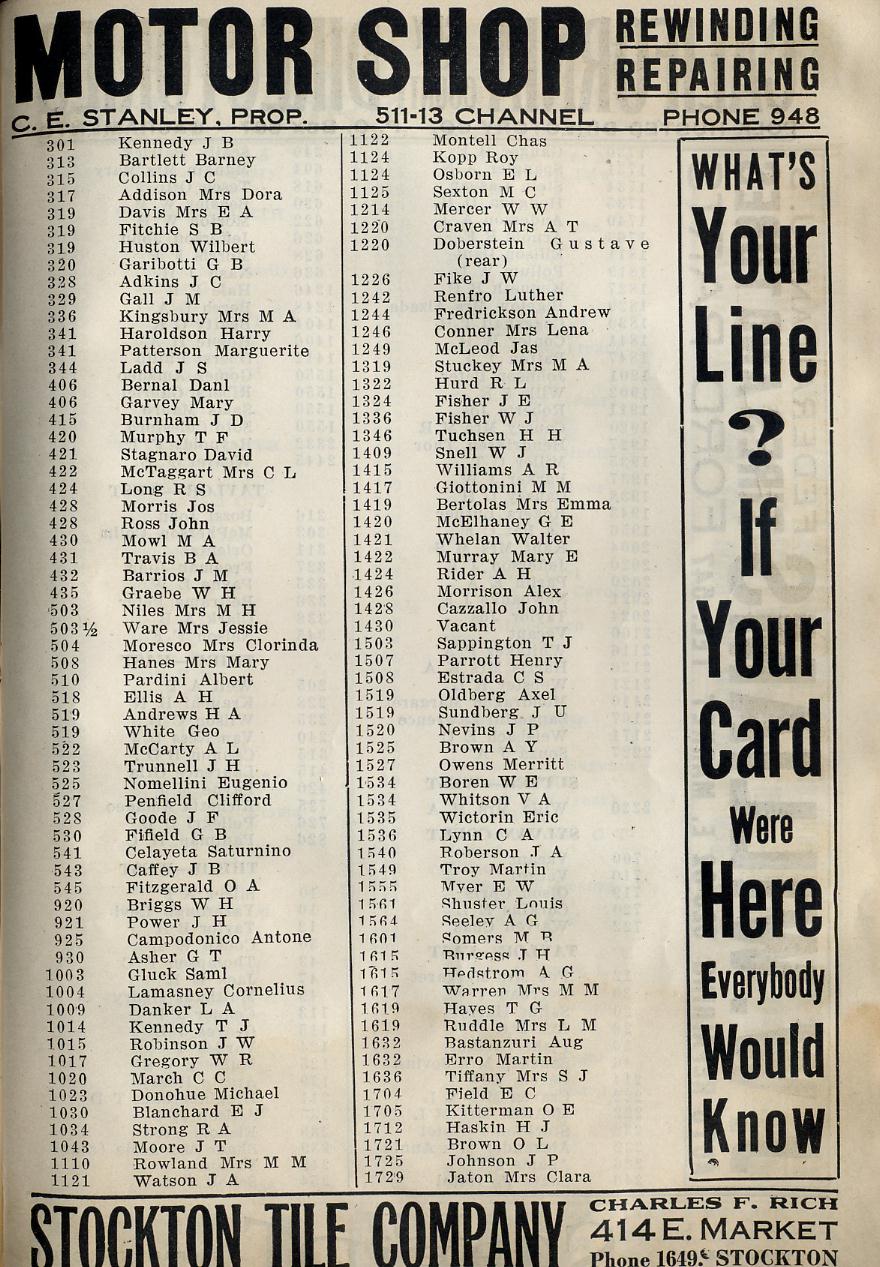 MOTOR SHOP
REWINDING
REPAIRING
C. E. STANLEY, PROP. 511-13 CHANNEL PHONE 948
301 Kennedy J B
313 Bartlett Barney
315 Collins J C
317 Addison Mrs Dora
319 Davis Mrs E A
319 Fitchie S B
319 Huston Wilbert
320 Garibotti G B
328 Adkins J C
329 Gall J M
336 Kingsbury Mrs M A
341 Haroldson Harry
341 Patterson Marguerite
344 Ladd J S
406 Bernal Danl
406 Garvey Mary
415 Burnham J D
420 Murphy T F
421 Stagnaro David
422 McTaggart Mrs C L
424 Long R S
428 Morris Jos
428 Ross John
430 Mowl M A
431 Travis B A
432 Barrios J M
435 Graebe W H
503 Niles Mrs M H
503½ Ware Mrs Jessie
504 Moresco Mrs Clorinda
508 Hanes Mrs Mary
510 Pardini Albert
518 Ellis A H
519 Andrews H A
519 White Geo
522 McCarty A L
523 Trunnell J H
525 Nomellini Eugenio
527 Penfield Clifford
528 Goode J F
530 Fifield G B
541 Celayeta Saturnino
543 Caffey J B
545 Fitzgerald O A
920 Briggs W H
921 Power J H
925 Campodonico Antone
930 Asher G T
1003 Gluck Saml
1004 Lamasney Cornelius
1009 Danker L A
1014 Kennedy T J
1015 Robinson J W
1017 Gregory W R
1020 March C C
1023 Donohue Michael
1030 Blanchard E J
1034 Strong R A
1043 Moore J T
1110 Rowland Mrs M M
1121 Watson J A
1122 Montell Chas
1124 Kopp Roy
1124 Osborn E L
1125 Sexton M C
1214 Mercer W W
1220 Craven Mrs A T
1220 Doberstein Gustave
(rear)
1226 Fike J W
1242 Renfro Luther
1244 Fredrickson Andrew
1246 Conner Mrs Lena
1249 McLeod Jas
1319 Stuckey Mrs M A
1322 Hurd R L
1324 Fisher J E
1336 Fisher W J
1346 Tuchsen H H
1409 Snell W J
1415 Williams A R
1417 Giottonini M M
1419 Bertolas Mrs Emma
1420 McElhaney G E
1421 Whelan Walter
1422 Murray Mary E
1424 Rider A H
1426 Morrison Alex
1428 Cazzallo John
1430 Vacant
1503 Sappington T J
1507 Parrott Henry
1508 Estrada C S
1519 Oldberg Axel
1519 Sundberg J U
1520 Nevins J P
1525 Brown A Y
1527 Owens Merritt
1534 Boren W E
1534 Whitson V A
1535 Wictorin Eric
1536 Lynn C A
1540 Roberson J A
1549 Troy Martin
1555 Myer E W
1561 Shuster Louis
1564 Seeley A G
1601 Somers M B
1615 Burgess J H
1615 Hedstrom A G
1617 Warren Mrs M M
1619 Hayes T G
1619 Ruddle Mrs L M
1632 Bastanzuri Aug
1632 Erro Martin
1636 Tiffany Mrs S J
1704 Field E C
1705 Kitterman O E
1712 Haskin H J
1721 Brown O L
1725 Johnson J P
1729 Jaton Mrs Clara
WHAT'S
Your
Line
?
If
Your
Card
Were
Here
Everybody
Would
Know
STOCKTON TILE COMPANY
CHARLES F. RICH
414 E. MARKET
Phone 1649. STOCKTON